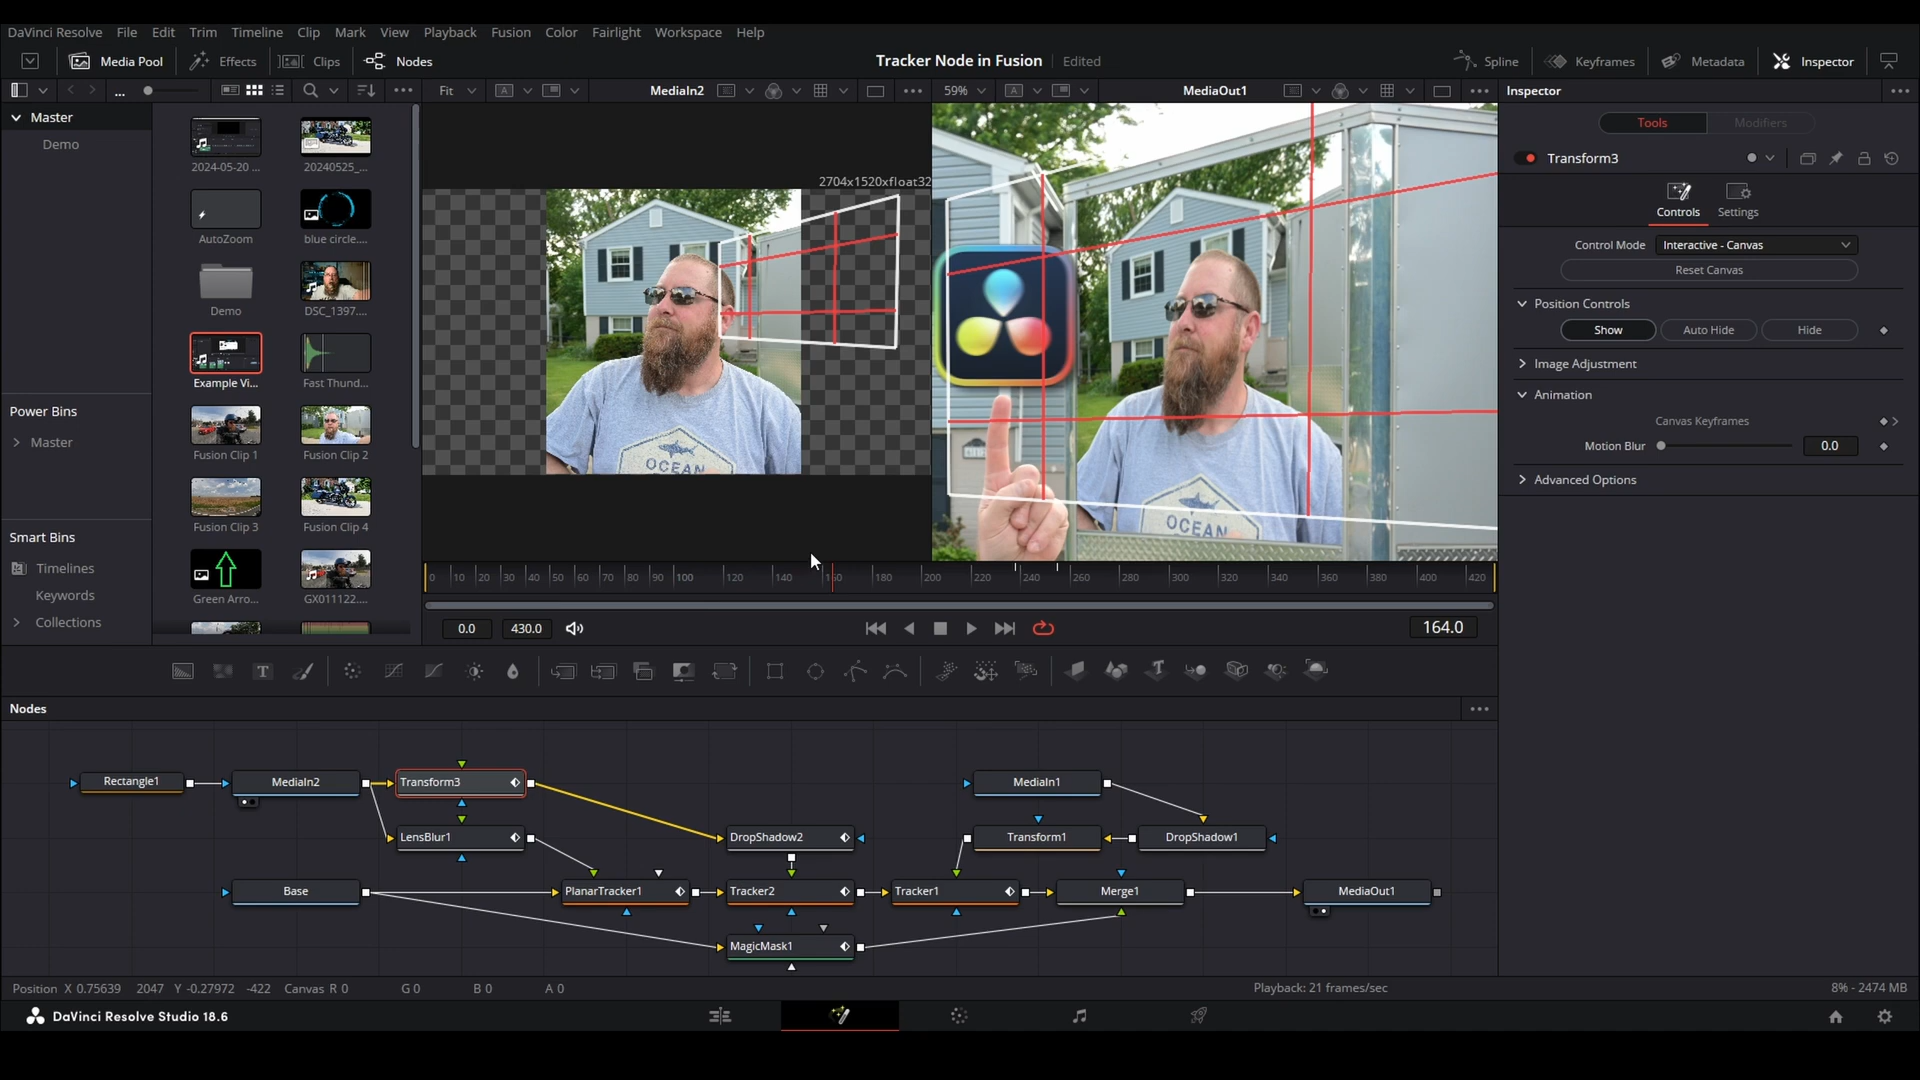 DaVinci Resolve File Edit Trim Timeline Clip Mark View Playback Fusion Color Fairlight Workspace Help
Media Pool Effects Clips Nodes Tracker Node in Fusion Edited Spline Keyframes Metadata Inspector
... Fit MediaIn2 59% MediaOut1 Inspector
Master
Demo
Power Bins
Master
Smart Bins
Timelines
Keywords
Collections
2024-05-20 ... 20240525_...
AutoZoom blue circle....
Demo DSC_1397....
Example Vi... Fast Thund...
Fusion Clip 1 Fusion Clip 2
Fusion Clip 3 Fusion Clip 4
Green Arro... GX011122....
2704x1520xfloat32
OCEAN
OCEAN
Tools Modifiers
Transform3
Controls Settings
Control Mode Interactive - Canvas
Reset Canvas
Position Controls
Show Auto Hide Hide
Image Adjustment
Animation
Canvas Keyframes
Motion Blur 0.0
Advanced Options
0 10 20 30 40 50 60 70 80 90 100 120 140 160 180 200 220 240 260 280 300 320 340 360 380 400 420
0.0 430.0 164.0
T
Nodes
Rectangle1 MediaIn2 Transform3 MediaIn1
LensBlur1 DropShadow2 Transform1 DropShadow1
Base PlanarTracker1 Tracker2 Tracker1 Merge1 MediaOut1
MagicMask1
Position X 0.75639 2047 Y -0.27972 -422 Canvas R 0 G 0 B 0 A 0 Playback: 21 frames/sec 8% - 2474 MB
DaVinci Resolve Studio 18.6